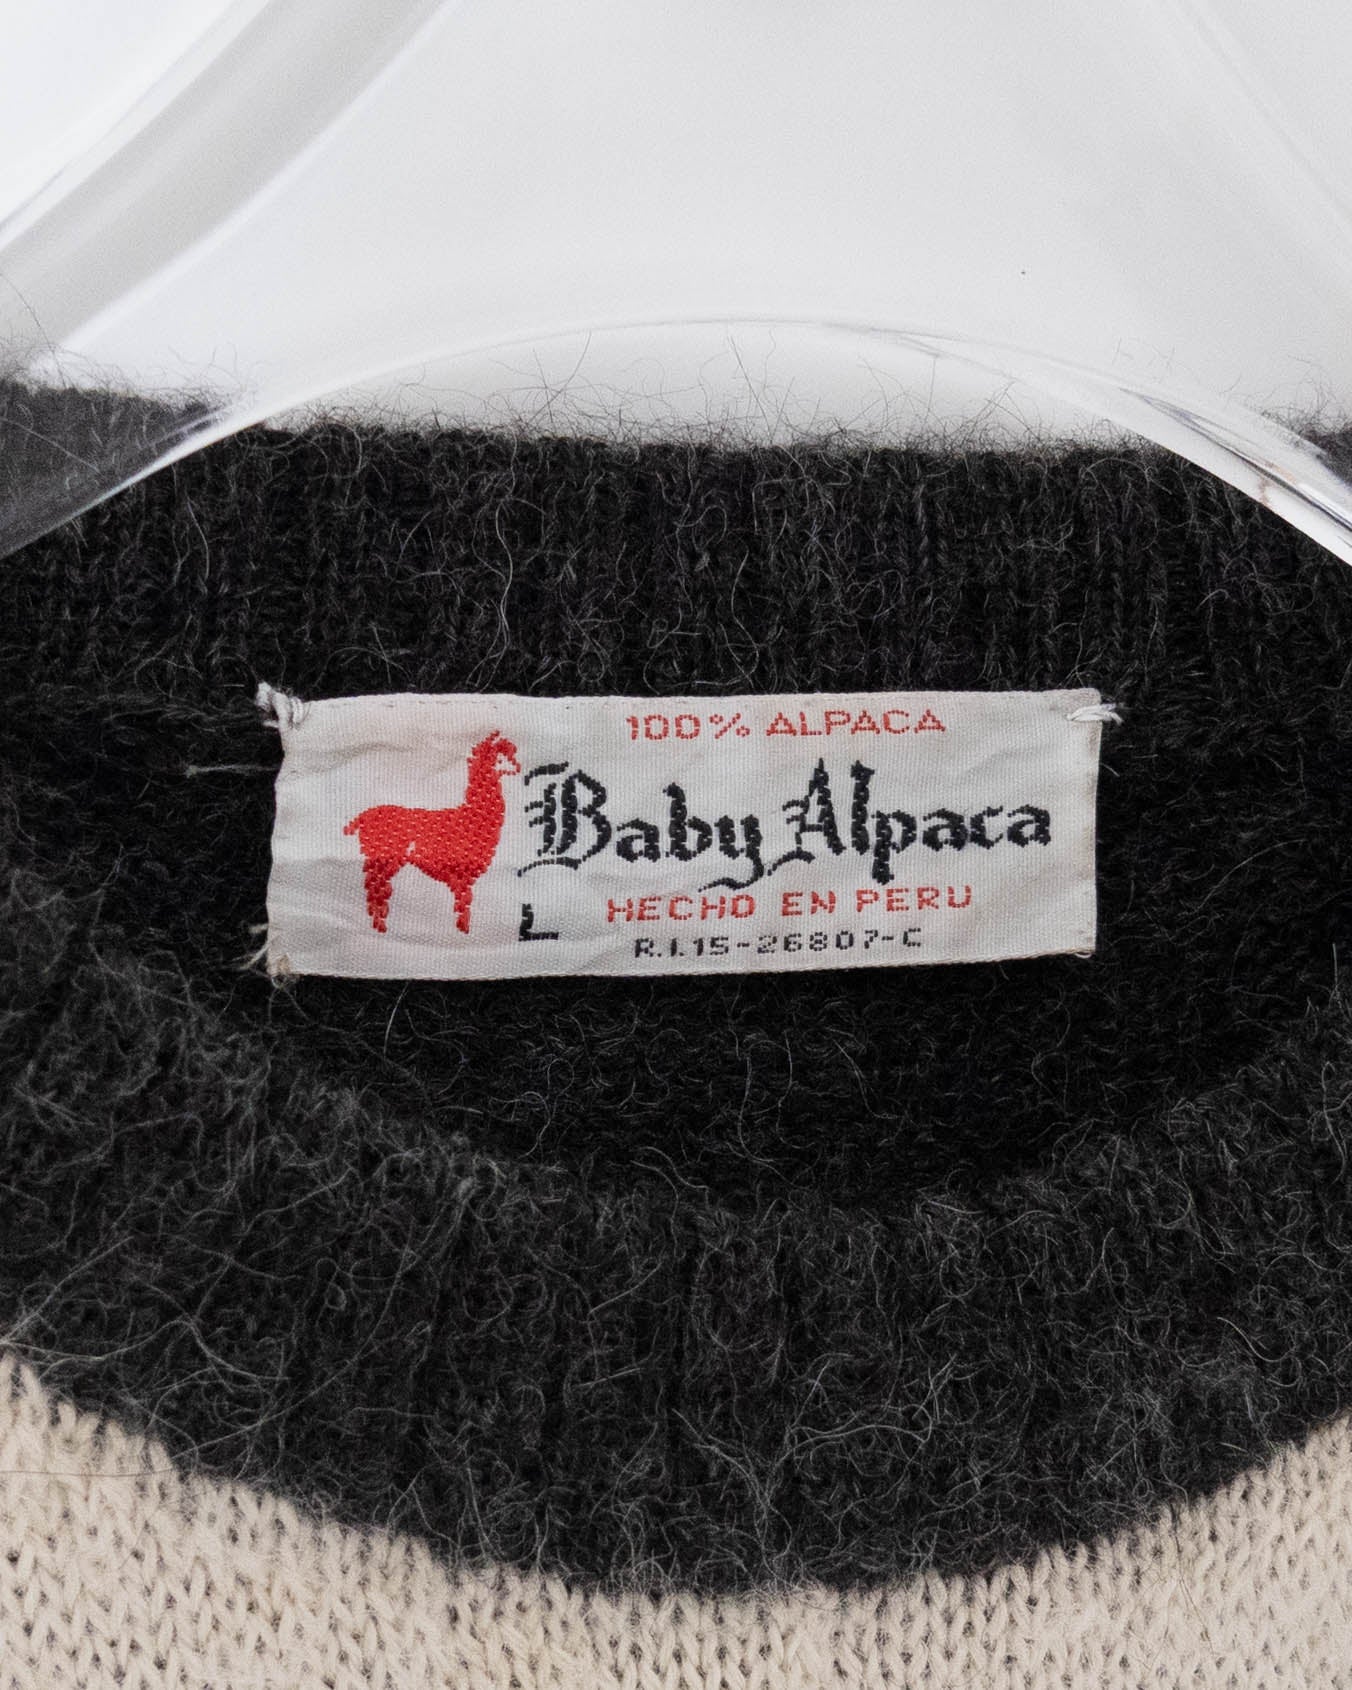 100% ALPACA
Baby Alpaca
L HECHO EN PERU
R.I.15-26807-C